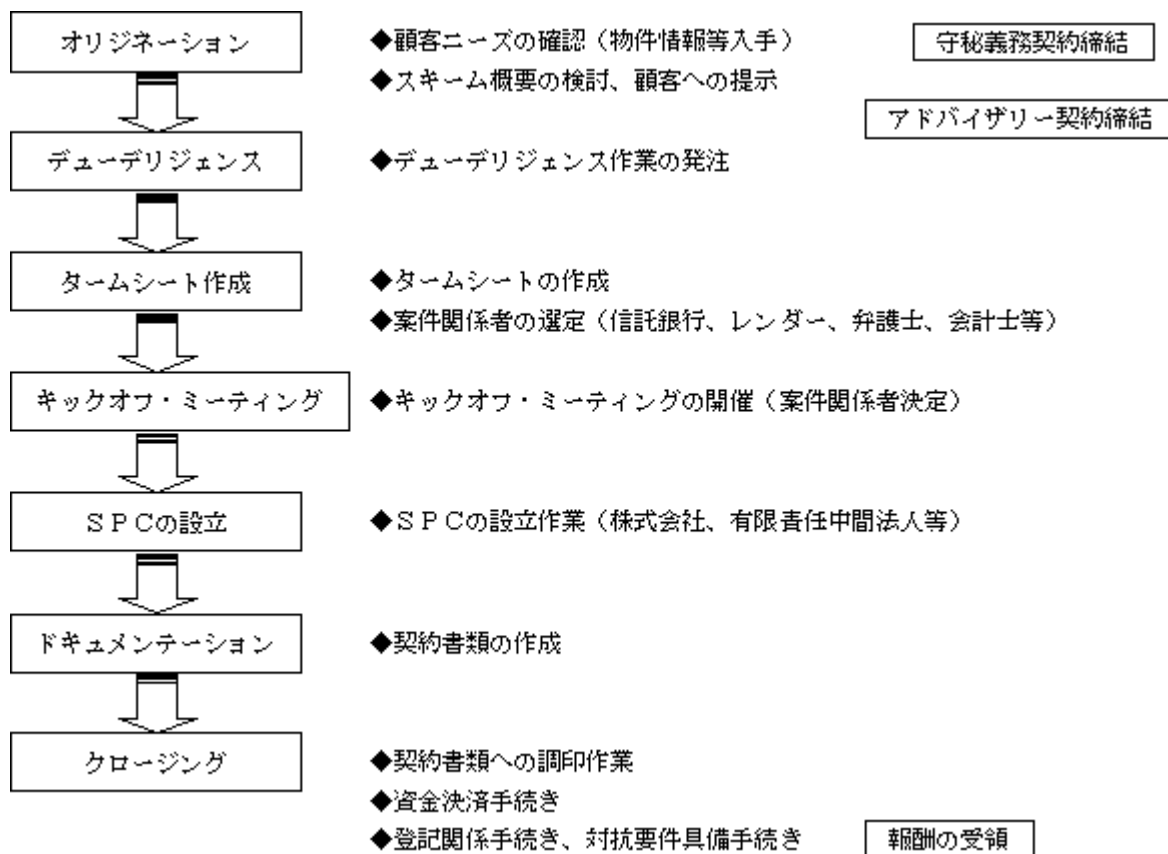 オリジネーション ◆顧客ニーズの確認（物件情報等入手） 守秘義務契約締結
◆スキーム概要の検討、顧客への提示
アドバイザリー契約締結
デューデリジェンス ◆デューデリジェンス作業の発注
タームシート作成 ◆タームシートの作成
◆案件関係者の選定（信託銀行、レンダー、弁護士、会計士等）
キックオフ・ミーティング ◆キックオフ・ミーティングの開催（案件関係者決定）
ＳＰＣの設立 ◆ＳＰＣの設立作業（株式会社、有限責任中間法人等）
ドキュメンテーション ◆契約書類の作成
クロージング ◆契約書類への調印作業
◆資金決済手続き
◆登記関係手続き、対抗要件具備手続き 報酬の受領